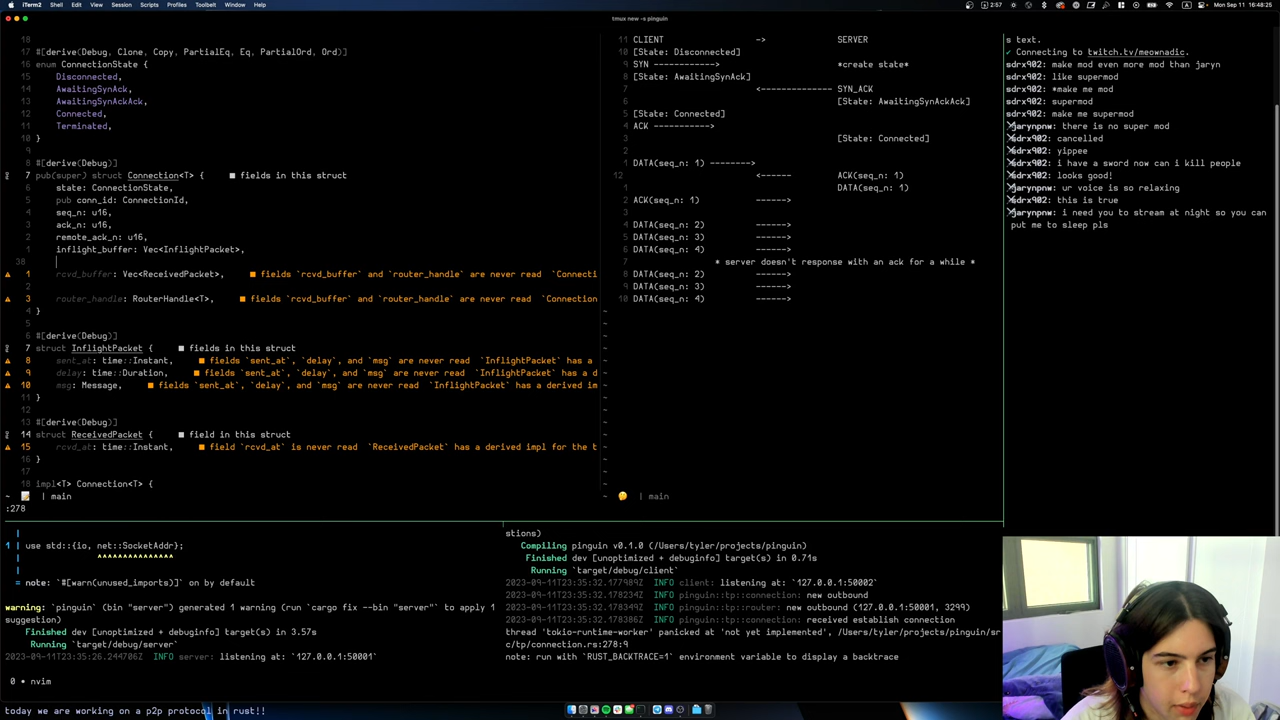 iTerm2 Shell Edit View Session Scripts Profiles Toolbelt Window Help
2:57
A
Mon Sep 11 16:48:25
tmux new -s pinguin
18
17 #[derive(Debug, Clone, Copy, PartialEq, Eq, PartialOrd, Ord)]
16 enum ConnectionState {
15 Disconnected,
14 AwaitingSynAck,
13 AwaitingSynAckAck,
12 Connected,
11 Terminated,
10 }
9
8 #[derive(Debug)]
7 pub(super) struct Connection<T> { ■ fields in this struct
6 state: ConnectionState,
5 pub conn_id: ConnectionId,
4 seq_n: u16,
3 ack_n: u16,
2 remote_ack_n: u16,
1 inflight_buffer: Vec<InflightPacket>,
38
1 rcvd_buffer: Vec<ReceivedPacket>, ■ fields `rcvd_buffer` and `router_handle` are never read `Connecti
2
3 router_handle: RouterHandle<T>, ■ fields `rcvd_buffer` and `router_handle` are never read `Connecti
4 }
5
6 #[derive(Debug)]
7 struct InflightPacket { ■ fields in this struct
8 sent_at: time::Instant, ■ fields `sent_at`, `delay`, and `msg` are never read `InflightPacket` has a
9 delay: time::Duration, ■ fields `sent_at`, `delay`, and `msg` are never read `InflightPacket` has a d
10 msg: Message, ■ fields `sent_at`, `delay`, and `msg` are never read `InflightPacket` has a derived im
11 }
12
13 #[derive(Debug)]
14 struct ReceivedPacket { ■ field in this struct
15 rcvd_at: time::Instant, ■ field `rcvd_at` is never read `ReceivedPacket` has a derived impl for the t
16 }
17
18 impl<T> Connection<T> {
~ 📝 | main
:278
11 CLIENT -> SERVER
10 [State: Disconnected]
9 SYN ------------> *create state*
8 [State: AwaitingSynAck]
7 <-------------- SYN_ACK
6 [State: AwaitingSynAckAck]
5 [State: Connected]
4 ACK ----------->
3 [State: Connected]
2
1 DATA(seq_n: 1) -------->
12 <------ ACK(seq_n: 1)
1 DATA(seq_n: 1)
2 ACK(seq_n: 1) ------>
3
4 DATA(seq_n: 2) ------>
5 DATA(seq_n: 3) ------>
6 DATA(seq_n: 4) ------>
7 * server doesn't response with an ack for a while *
8 DATA(seq_n: 2) ------>
9 DATA(seq_n: 3) ------>
10 DATA(seq_n: 4) ------>
~ 🤔 | main
s text.
✓ Connecting to twitch.tv/meownadic.
sdrx902: make mod even more mod than jaryn
sdrx902: like supermod
sdrx902: *make me mod
sdrx902: supermod
sdrx902: make me supermod
jarynpnw: there is no super mod
sdrx902: cancelled
sdrx902: yippee
sdrx902: i have a sword now can i kill people
sdrx902: looks good!
jarynpnw: ur voice is so relaxing
sdrx902: this is true
jarynpnw: i need you to stream at night so you can
put me to sleep pls
|
1 | use std::{io, net::SocketAddr};
| ^^^^^^^^^^^^^^^
|
= note: `#[warn(unused_imports)]` on by default
warning: `pinguin` (bin "server") generated 1 warning (run `cargo fix --bin "server"` to apply 1
suggestion)
Finished dev [unoptimized + debuginfo] target(s) in 3.57s
Running `target/debug/server`
2023-09-11T23:35:26.244706Z INFO server: listening at: `127.0.0.1:50001`
stions)
Compiling pinguin v0.1.0 (/Users/tyler/projects/pinguin)
Finished dev [unoptimized + debuginfo] target(s) in 0.71s
Running `target/debug/client`
2023-09-11T23:35:32.177989Z INFO client: listening at: `127.0.0.1:50002`
2023-09-11T23:35:32.178234Z INFO pinguin::tp::connection: new outbound
2023-09-11T23:35:32.178349Z INFO pinguin::tp::router: new outbound (127.0.0.1:50001, 3299)
2023-09-11T23:35:32.178386Z INFO pinguin::tp::connection: received establish connection
thread 'tokio-runtime-worker' panicked at 'not yet implemented', /Users/tyler/projects/pinguin/sr
c/tp/connection.rs:278:9
note: run with `RUST_BACKTRACE=1` environment variable to display a backtrace
0 * nvim
today we are working on a p2p protocol in rust!!